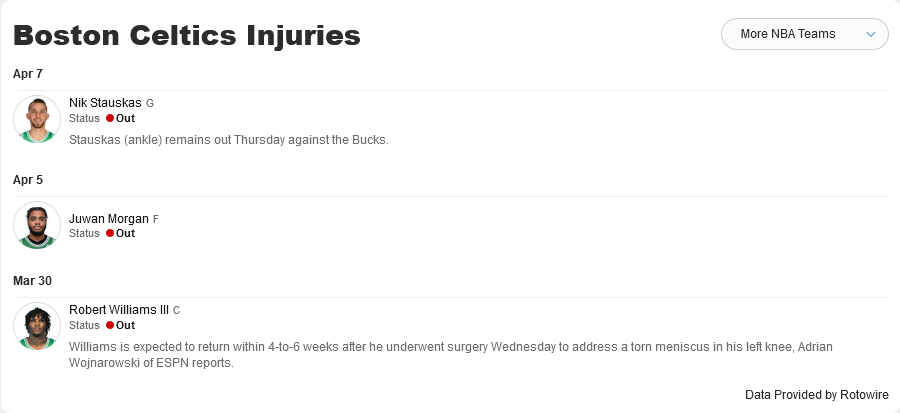 Boston Celtics Injuries
More NBA Teams
Apr 7
Nik Stauskas G
Status Out
Stauskas (ankle) remains out Thursday against the Bucks.
Apr 5
Juwan Morgan F
Status Out
Mar 30
Robert Williams III C
Status Out
Williams is expected to return within 4-to-6 weeks after he underwent surgery Wednesday to address a torn meniscus in his left knee, Adrian
Wojnarowski of ESPN reports.
Data Provided by Rotowire